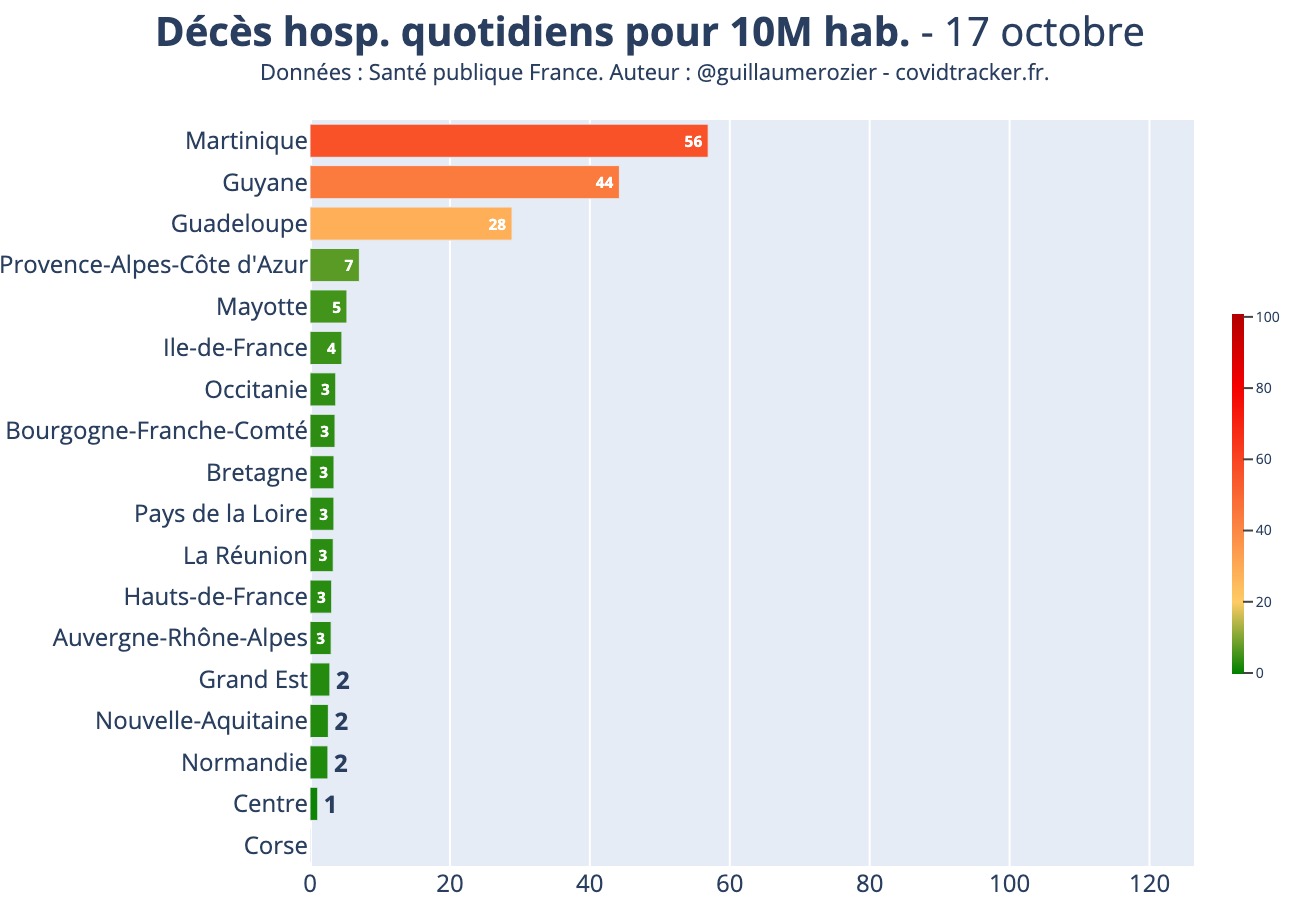 Décès hosp. quotidiens pour 10M hab. - 17 octobre
Données : Santé publique France. Auteur : @guillaumerozier - covidtracker.fr.
Martinique 56
Guyane 44
Guadeloupe 28
Provence-Alpes-Côte d'Azur 7
Mayotte 5
Ile-de-France 4
Occitanie 3
Bourgogne-Franche-Comté 3
Bretagne 3
Pays de la Loire 3
La Réunion 3
Hauts-de-France 3
Auvergne-Rhône-Alpes 3
Grand Est 2
Nouvelle-Aquitaine 2
Normandie 2
Centre 1
Corse
0 20 40 60 80 100 120
100
80
60
40
20
0